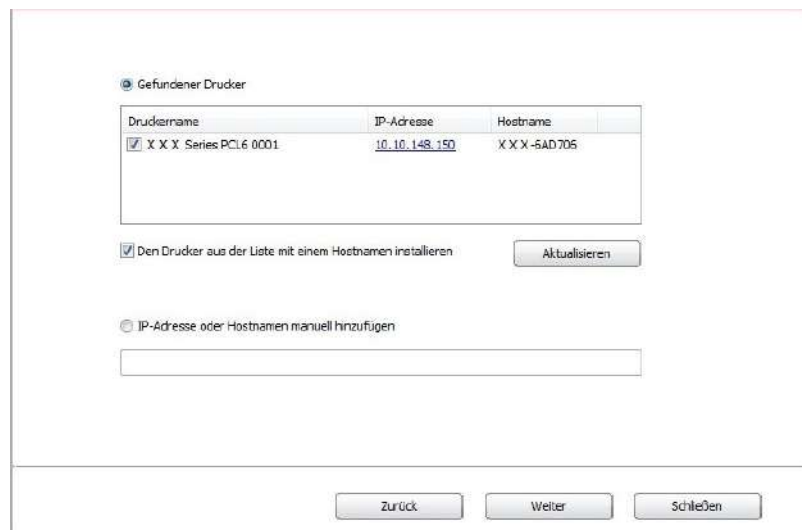 Gefundener Drucker
Druckername IP-Adresse Hostname
X X X Series PCL6 0001 10.10.148.150 X X X-6AD706
Den Drucker aus der Liste mit einem Hostnamen installieren Aktualisieren
IP-Adresse oder Hostnamen manuell hinzufügen
Zurück Weiter Schließen